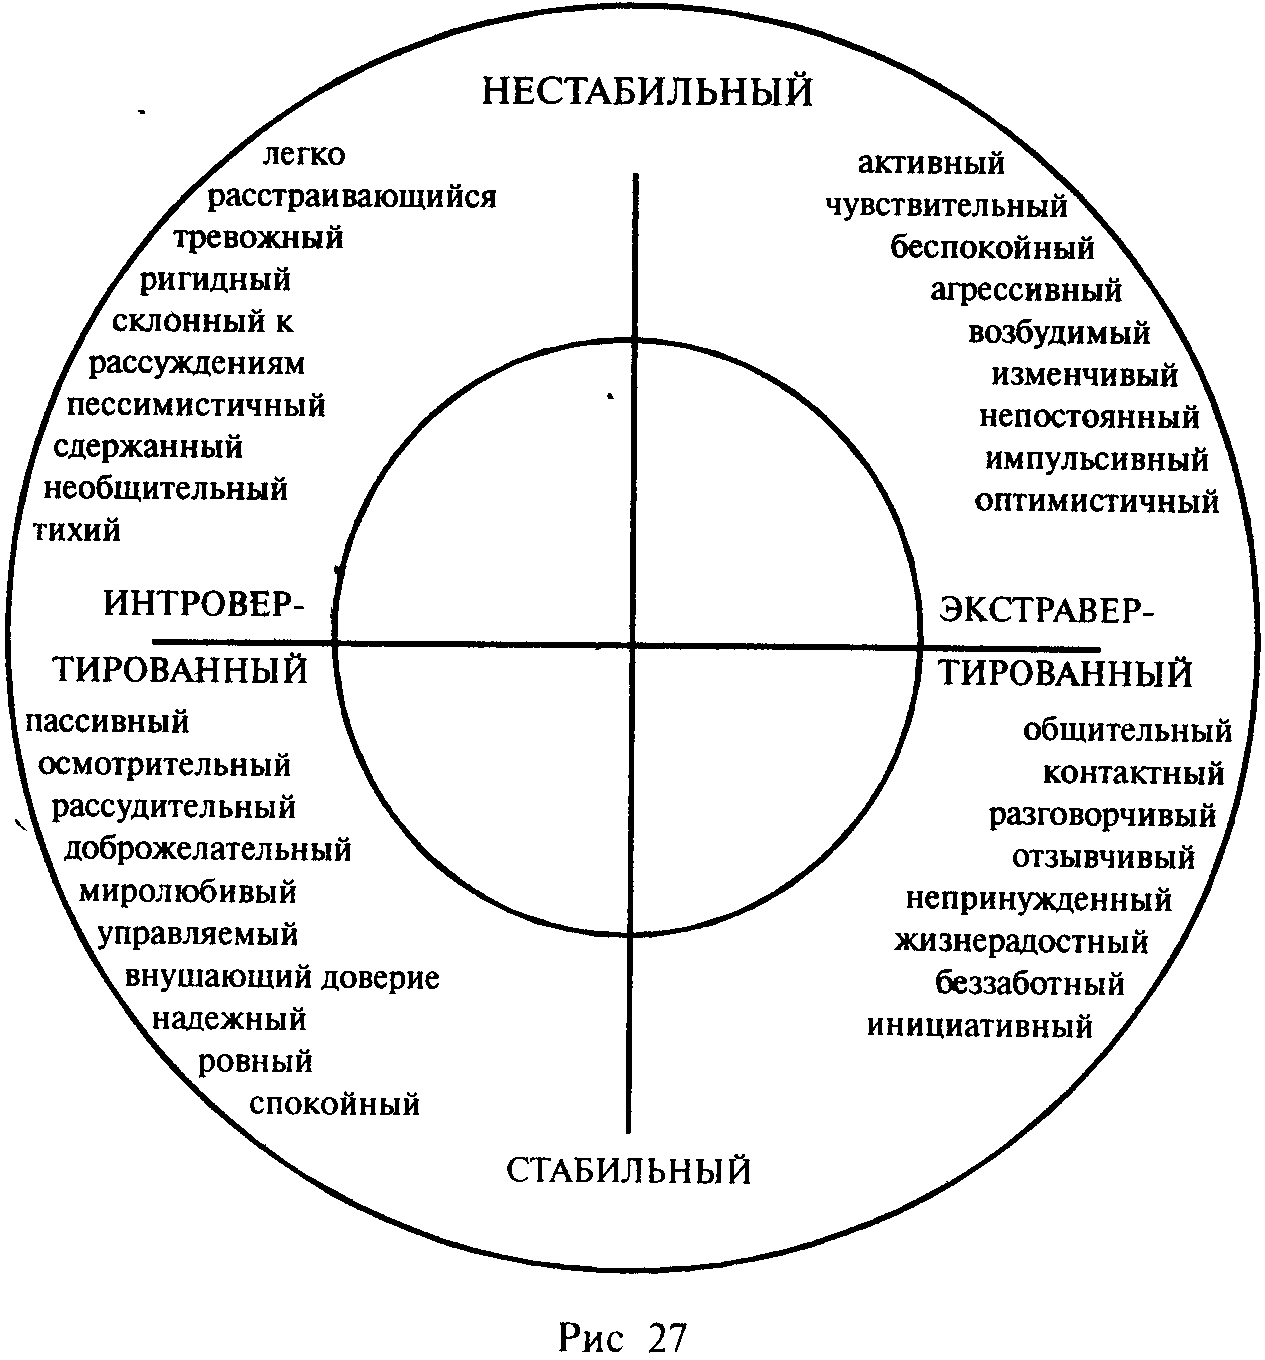 НЕСТАБИЛЬНЫЙ
легко
расстраивающийся
тревожный
ригидный
склонный к
рассуждениям
пессимистичный
сдержанный
необщительный
тихий
активный
чувствительный
беспокойный
агрессивный
возбудимый
изменчивый
непостоянный
импульсивный
оптимистичный
ИНТРОВЕР-
ТИРОВАННЫЙ
ЭКСТРАВЕР-
ТИРОВАННЫЙ
пассивный
осмотрительный
рассудительный
доброжелательный
миролюбивый
управляемый
внушающий доверие
надежный
ровный
спокойный
общительный
контактный
разговорчивый
отзывчивый
непринужденный
жизнерадостный
беззаботный
инициативный
СТАБИЛЬНЫЙ
Рис 27